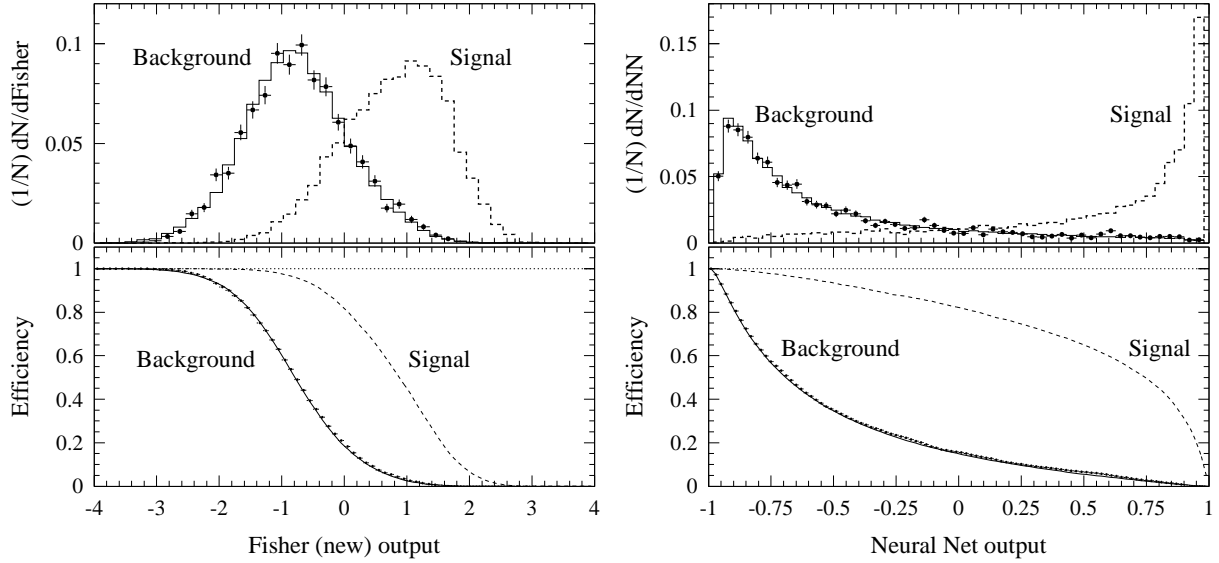 (1/N) dN/dFisher
0.1
0.05
0
Background
Signal
Efficiency
1
0.8
0.6
0.4
0.2
0
Background
Signal
-4 -3 -2 -1 0 1 2 3 4
Fisher (new) output
(1/N) dN/dNN
0.15
0.10
0.05
0
Background
Signal
Efficiency
1
0.8
0.6
0.4
0.2
0
Background
Signal
-1 -0.75 -0.5 -0.25 0 0.25 0.5 0.75 1
Neural Net output